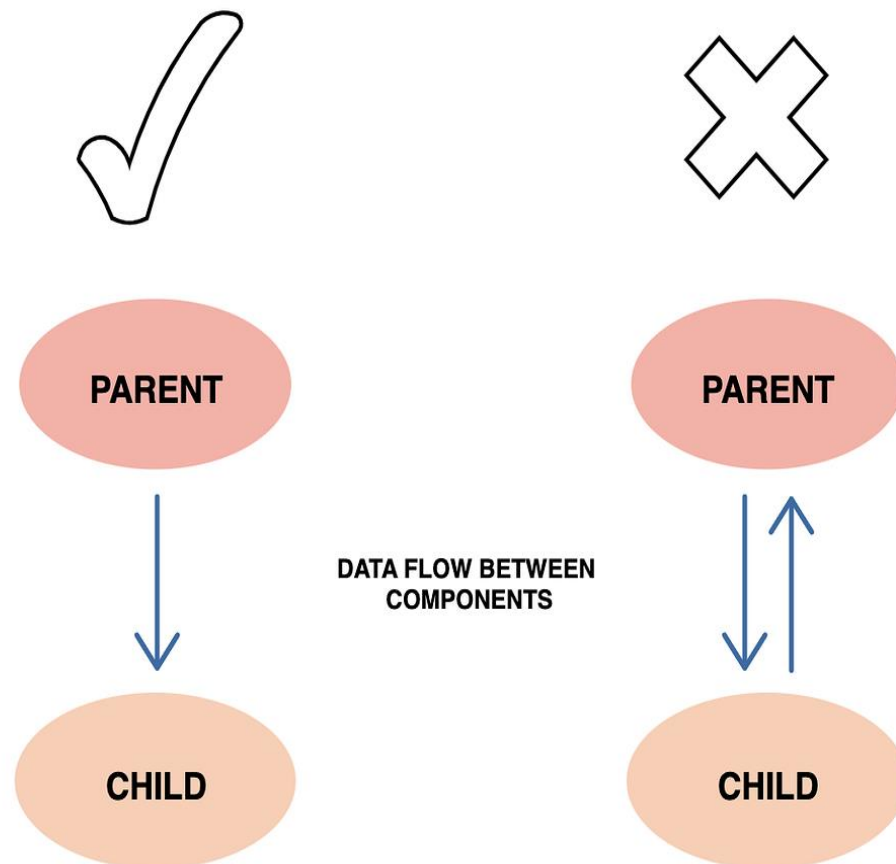 PARENT
PARENT
DATA FLOW BETWEEN
COMPONENTS
CHILD
CHILD